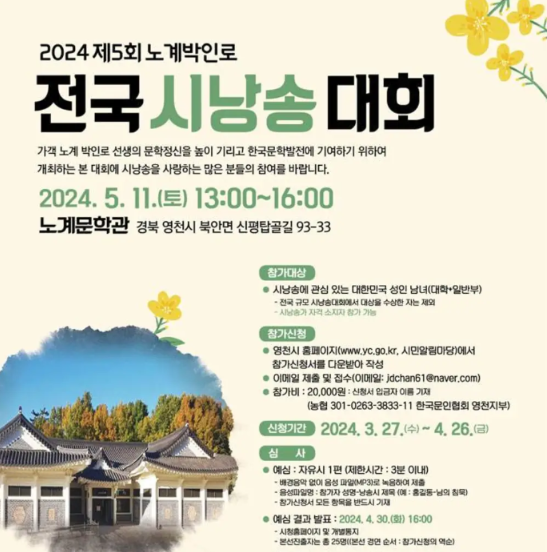 2024 제5회 노계박인로
전국 시낭송 대회
가객 노계 박인로 선생의 문학정신을 높이 기리고 한국문학발전에 기여하기 위하여
개최하는 본 대회에 시낭송을 사랑하는 많은 분들의 참여를 바랍니다.
2024. 5. 11.(토) 13:00~16:00
노계문학관 경북 영천시 북안면 신평탑골길 93-33
참가대상
● 시낭송에 관심 있는 대한민국 성인 남녀(대학+일반부)
- 전국 규모 시낭송대회에서 대상을 수상한 자는 제외
- 시낭송가 자격 소지자 참가 가능
참가신청
● 영천시 홈페이지(www.yc.go.kr, 시민알림마당)에서
참가신청서를 다운받아 작성
● 이메일 제출 및 접수(이메일: jdchan61@naver.com)
● 참가비 : 20,000원 : 신청서 입금자 이름 기재
(농협 301-0263-3833-11 한국문인협회 영천지부)
신청기간 2024. 3. 27.(수) ~ 4. 26.(금)
심 사
● 예심 : 자유시 1편 (제한시간 : 3분 이내)
- 배경음악 없이 음성 파일(MP3)로 녹음하여 제출
- 음성파일명 : 참가자 성명-낭송시 제목 (예 : 홍길동-님의 침묵)
- 참가신청서 모든 항목을 반드시 기재
● 예심 결과 발표 : 2024. 4. 30.(화) 16:00
- 시청홈페이지 및 개별통지
- 본선진출자는 총 25명((본선 경연 순서 : 참가신청의 역순)